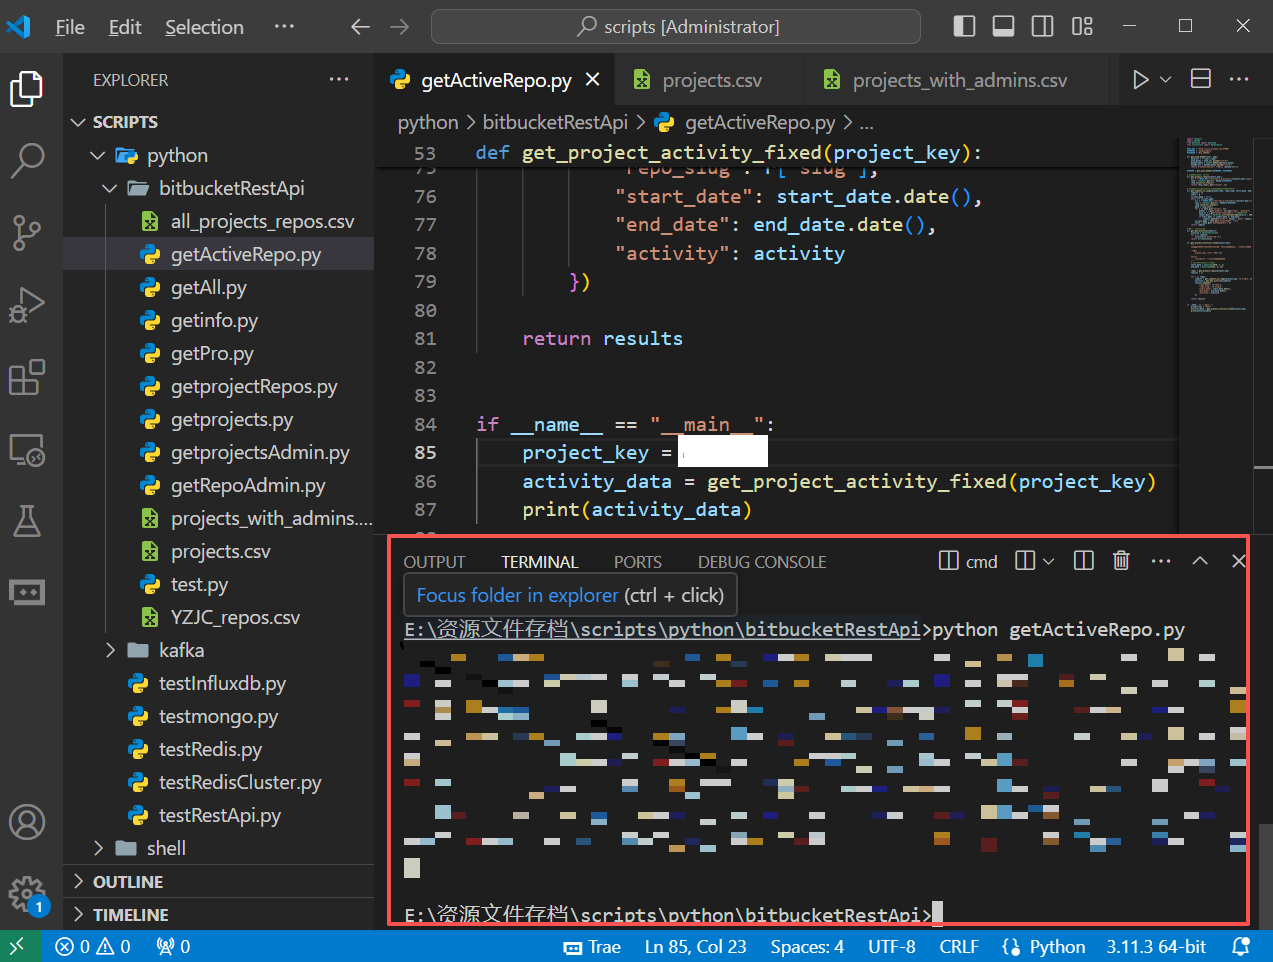 File Edit Selection ··· scripts [Administrator]
EXPLORER ···
SCRIPTS
python
bitbucketRestApi
all_projects_repos.csv
getActiveRepo.py
getAll.py
getinfo.py
getPro.py
getprojectRepos.py
getprojects.py
getprojectsAdmin.py
getRepoAdmin.py
projects_with_admins....
projects.csv
test.py
YZJC_repos.csv
kafka
testInfluxdb.py
testmongo.py
testRedis.py
testRedisCluster.py
testRestApi.py
shell
OUTLINE
TIMELINE
1
getActiveRepo.py projects.csv projects_with_admins.csv ···
python > bitbucketRestApi > getActiveRepo.py > ...
53 def get_project_activity_fixed(project_key):
75 "repo_slug": r["slug"],
76 "start_date": start_date.date(),
77 "end_date": end_date.date(),
78 "activity": activity
79 })
80
81 return results
82
83
84 if __name__ == "__main__":
85 project_key =
86 activity_data = get_project_activity_fixed(project_key)
87 print(activity_data)
OUTPUT TERMINAL PORTS DEBUG CONSOLE cmd ···
Focus folder in explorer (ctrl + click)
E:\资源文件存档\scripts\python\bitbucketRestApi>python getActiveRepo.py
E:\资源文件存档\scripts\python\bitbucketRestApi>
0 0 0 Trae Ln 85, Col 23 Spaces: 4 UTF-8 CRLF {} Python 3.11.3 64-bit